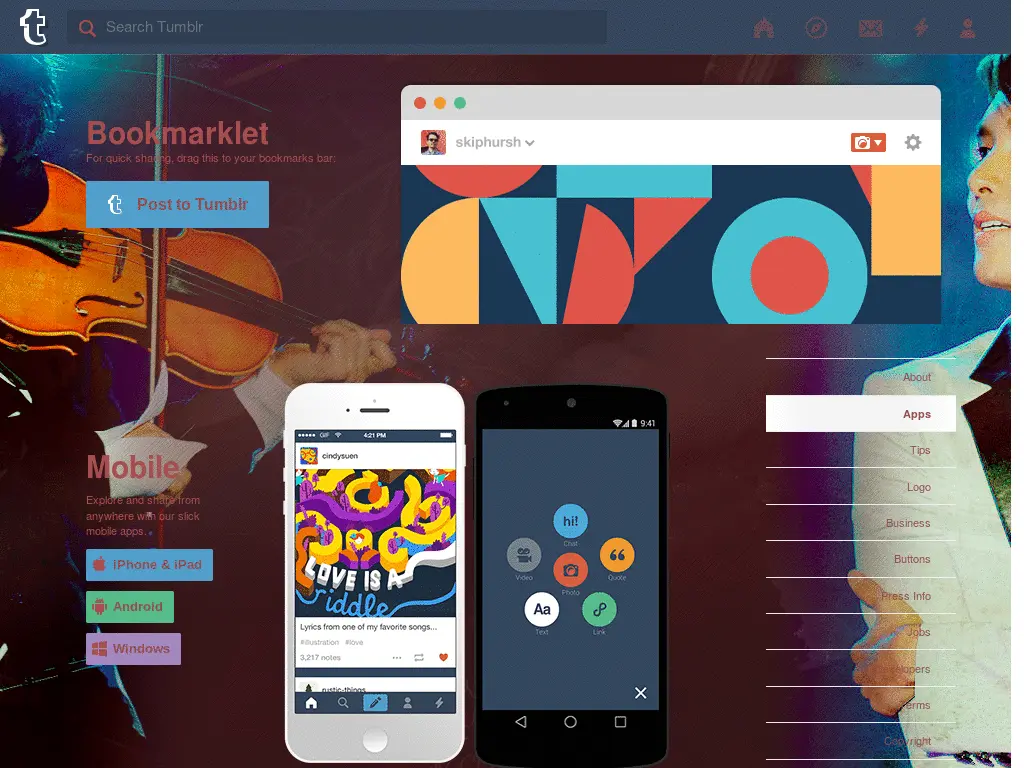 Search Tumblr
Bookmarklet
For quick sharing, drag this to your bookmarks bar:
Post to Tumblr
skiphursh
About
Apps
Tips
Logo
Business
Buttons
Press Info
Jobs
Developers
Terms
Copyright
Mobile
Explore and share from
anywhere with our slick
mobile apps.
iPhone & iPad
Android
Windows
GIF
4:21 PM
cindysuen
LOVE IS A
riddle
Lyrics from one of my favorite songs...
#illustration #love
3,217 notes
rustic-things
9:41
hi!
Chat
Video
Quote
Photo
Aa
Text
Link